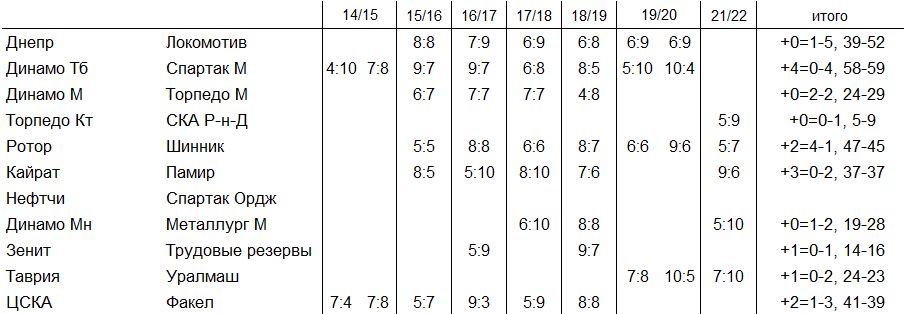 14/15 15/16 16/17 17/18 18/19 19/20 21/22 итого
Днепр Локомотив 8:8 7:9 6:9 6:8 6:9 6:9 +0=1-5, 39-52
Динамо Тб Спартак М 4:10 7:8 9:7 9:7 6:8 8:5 5:10 10:4 +4=0-4, 58-59
Динамо М Торпедо М 6:7 7:7 7:7 4:8 +0=2-2, 24-29
Торпедо Кт СКА Р-н-Д 5:9 +0=0-1, 5-9
Ротор Шинник 5:5 8:8 6:6 8:7 6:6 9:6 5:7 +2=4-1, 47-45
Кайрат Памир 8:5 5:10 8:10 7:6 9:6 +3=0-2, 37-37
Нефтчи Спартак Ордж
Динамо Мн Металлург М 6:10 8:8 5:10 +0=1-2, 19-28
Зенит Трудовые резервы 5:9 9:7 +1=0-1, 14-16
Таврия Уралмаш 7:8 10:5 7:10 +1=0-2, 24-23
ЦСКА Факел 7:4 7:8 5:7 9:3 5:9 8:8 +2=1-3, 41-39